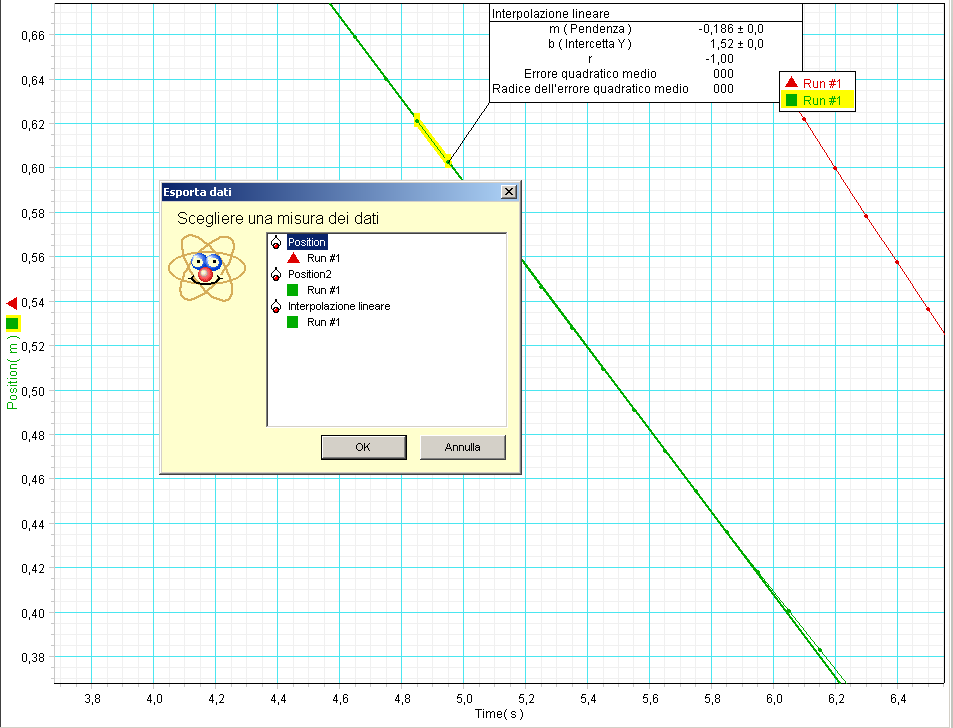 Interpolazione lineare
m ( Pendenza ) -0,186 ± 0,0
b ( Intercetta Y ) 1,52 ± 0,0
r -1,00
Errore quadratico medio 000
Radice dell'errore quadratico medio 000
Run #1
Run #1
Esporta dati
Scegliere una misura dei dati
Position
Run #1
Position2
Run #1
Interpolazione lineare
Run #1
OK Annulla
Position( m )
0,66
0,64
0,62
0,60
0,58
0,56
0,54
0,52
0,50
0,48
0,46
0,44
0,42
0,40
0,38
3,8 4,0 4,2 4,4 4,6 4,8 5,0 5,2 5,4 5,6 5,8 6,0 6,2 6,4
Time( s )